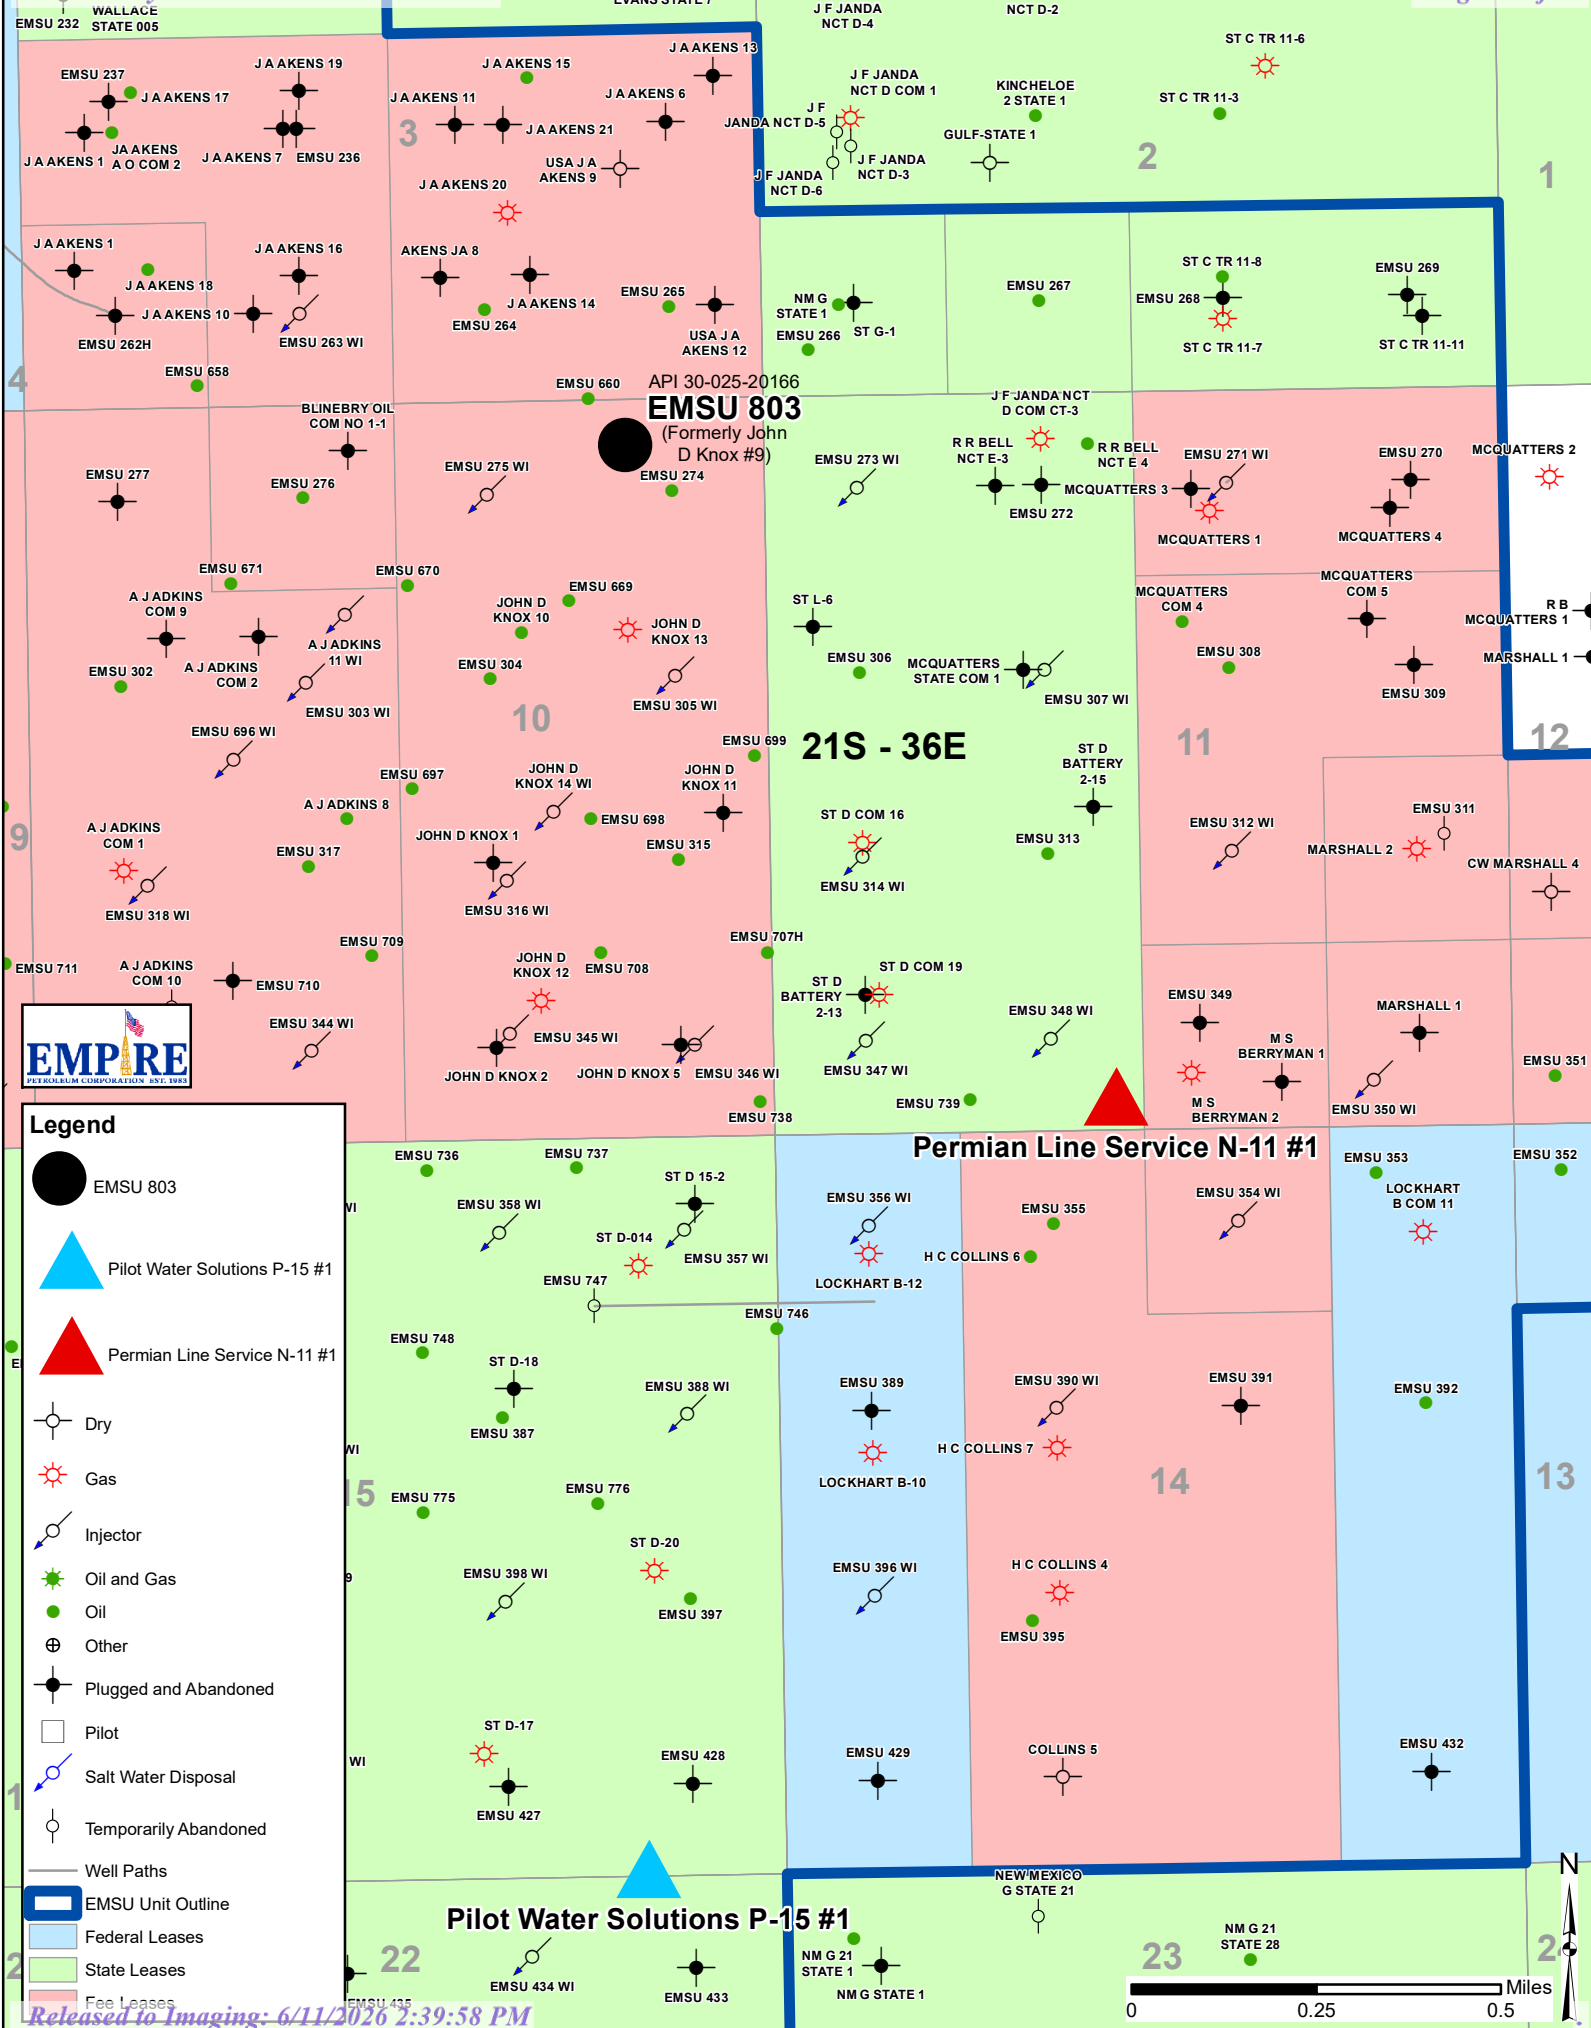 EMSU 232
WALLACE
STATE 005
EVANS STATE 7
J F JANDA
NCT D-4
NCT D-2
ST C TR 11-6
J A AKENS 13
EMSU 237
J A AKENS 17
J A AKENS 19
J A AKENS 15
J A AKENS 11
J A AKENS 6
J F JANDA
NCT D COM 1
KINCHELOE
2 STATE 1
ST C TR 11-3
J F
JANDA NCT D-5
GULF-STATE 1
3
J A AKENS 21
J A AKENS 1
JA AKENS
A O COM 2
J A AKENS 7
EMSU 236
USA J A
AKENS 9
J F JANDA
NCT D-3
J F JANDA
NCT D-6
2
1
J A AKENS 20
J A AKENS 1
J A AKENS 16
AKENS JA 8
J A AKENS 18
J A AKENS 10
J A AKENS 14
EMSU 262H
EMSU 263 WI
EMSU 264
EMSU 265
USA J A
AKENS 12
NM G
STATE 1
ST G-1
EMSU 266
EMSU 267
ST C TR 11-8
EMSU 268
ST C TR 11-7
EMSU 269
ST C TR 11-11
4
EMSU 658
EMSU 660
API 30-025-20166
EMSU 803
(Formerly John
D Knox #9)
BLINEBRY OIL
COM NO 1-1
J F JANDA NCT
D COM CT-3
R R BELL
NCT E-3
R R BELL
NCT E 4
EMSU 277
EMSU 276
EMSU 275 WI
EMSU 274
EMSU 273 WI
EMSU 272
MCQUATTERS 3
EMSU 271 WI
MCQUATTERS 1
EMSU 270
MCQUATTERS 4
MCQUATTERS 2
EMSU 671
EMSU 670
EMSU 669
A J ADKINS
COM 9
JOHN D
KNOX 10
JOHN D
KNOX 13
ST L-6
MCQUATTERS
COM 4
MCQUATTERS
COM 5
R B
MCQUATTERS 1
MARSHALL 1
A J ADKINS
11 WI
A J ADKINS
COM 2
EMSU 302
EMSU 303 WI
EMSU 304
EMSU 305 WI
EMSU 306
MCQUATTERS
STATE COM 1
EMSU 307 WI
EMSU 308
EMSU 309
10
11
12
21S - 36E
EMSU 696 WI
EMSU 697
EMSU 699
JOHN D
KNOX 14 WI
JOHN D
KNOX 11
ST D
BATTERY
2-15
A J ADKINS 8
EMSU 698
9
A J ADKINS
COM 1
JOHN D KNOX 1
EMSU 317
EMSU 315
ST D COM 16
EMSU 314 WI
EMSU 313
EMSU 312 WI
EMSU 311
MARSHALL 2
CW MARSHALL 4
EMSU 318 WI
EMSU 316 WI
EMSU 709
EMSU 707H
EMSU 711
A J ADKINS
COM 10
EMSU 710
JOHN D
KNOX 12
EMSU 708
ST D COM 19
ST D
BATTERY
2-13
EMSU 349
MARSHALL 1
EMSU 344 WI
EMSU 345 WI
EMSU 348 WI
M S
BERRYMAN 1
JOHN D KNOX 2
JOHN D KNOX 5
EMSU 346 WI
EMSU 347 WI
EMSU 351
EMSU 350 WI
M S
BERRYMAN 2
EMSU 738
EMSU 739
EMPIRE
PETROLEUM CORPORATION EST. 1983
Permian Line Service N-11 #1
EMSU 736
EMSU 737
EMSU 353
EMSU 352
ST D 15-2
EMSU 358 WI
EMSU 357 WI
ST D-014
EMSU 356 WI
LOCKHART B-12
EMSU 355
H C COLLINS 6
EMSU 354 WI
LOCKHART
B COM 11
WI
EMSU 747
EMSU 746
EMSU 748
ST D-18
EMSU 387
EMSU 388 WI
EMSU 389
LOCKHART B-10
EMSU 390 WI
H C COLLINS 7
EMSU 391
EMSU 392
WI
15
14
13
EMSU 775
EMSU 776
ST D-20
EMSU 398 WI
EMSU 397
EMSU 396 WI
H C COLLINS 4
EMSU 395
9
ST D-17
EMSU 427
EMSU 428
EMSU 429
COLLINS 5
EMSU 432
WI
Pilot Water Solutions P-15 #1
NEW MEXICO
G STATE 21
22
23
EMSU 434 WI
EMSU 433
NM G 21
STATE 1
NM G STATE 1
NM G 21
STATE 28
EMSU 435
Legend
EMSU 803
Pilot Water Solutions P-15 #1
Permian Line Service N-11 #1
Dry
Gas
Injector
Oil and Gas
Oil
Other
Plugged and Abandoned
Pilot
Salt Water Disposal
Temporarily Abandoned
Well Paths
EMSU Unit Outline
Federal Leases
State Leases
Fee Leases
N
Miles
0 0.25 0.5
Released to Imaging: 6/11/2026 2:39:58 PM